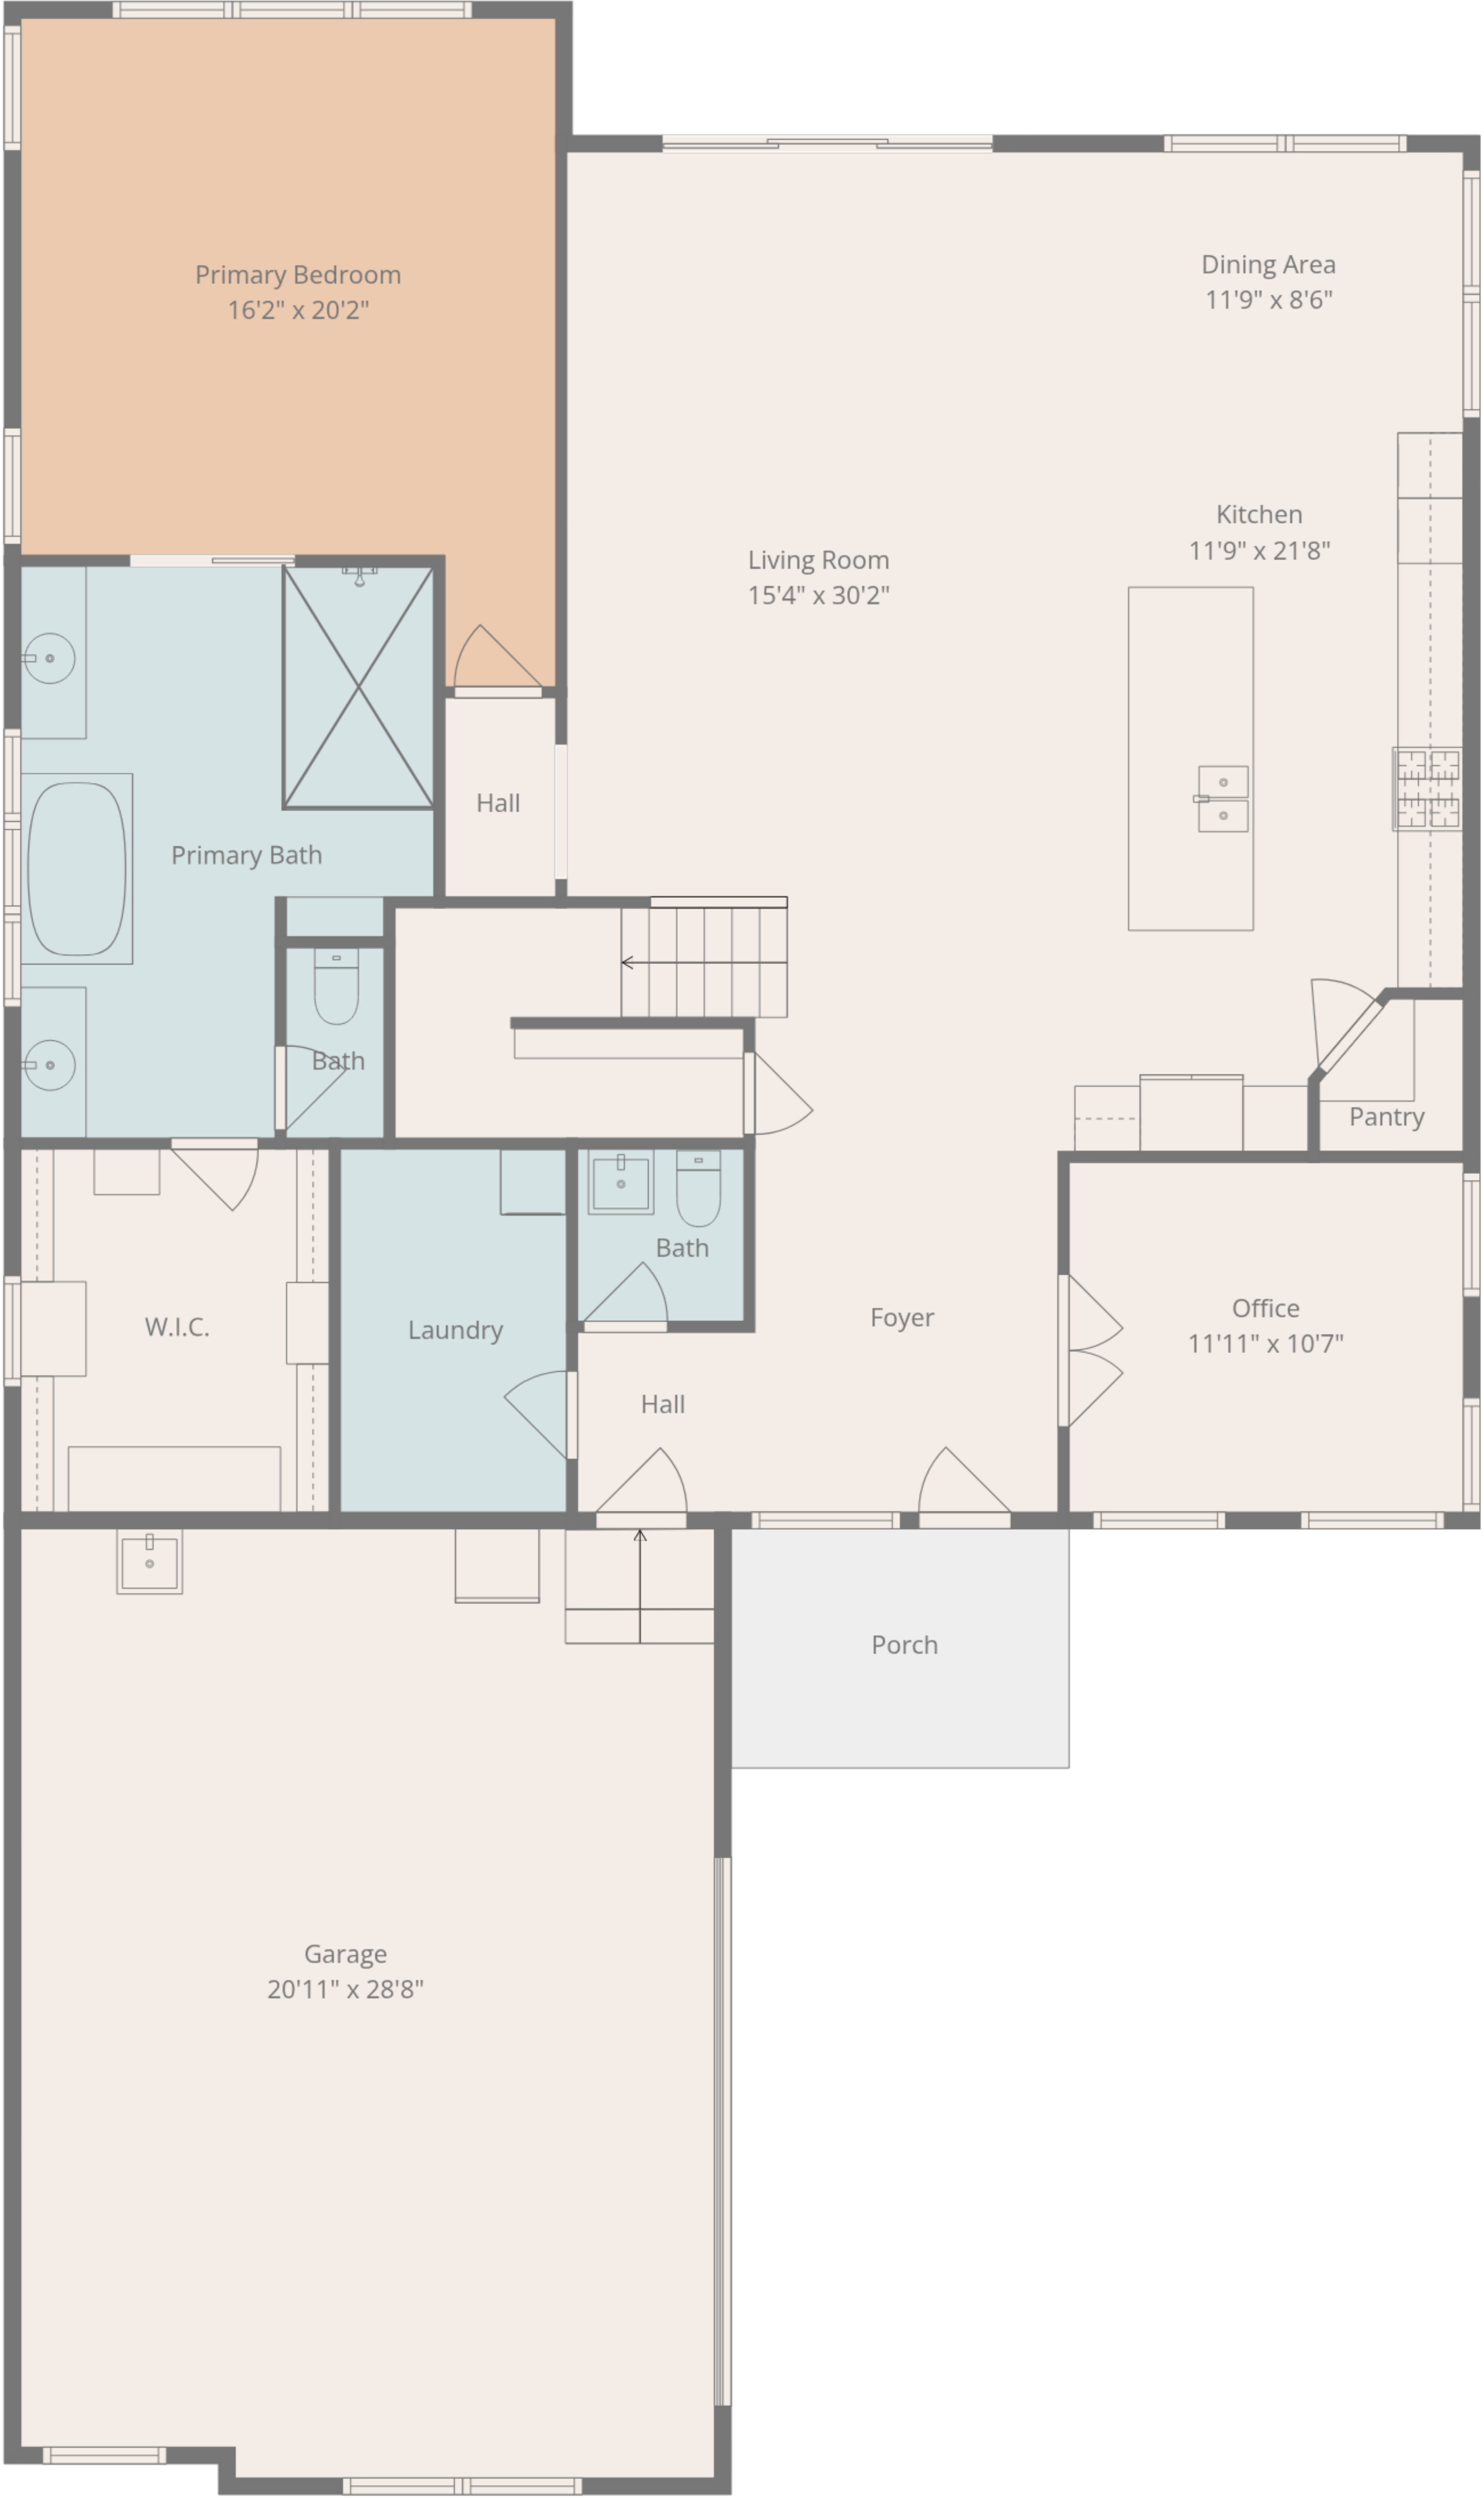 Primary Bedroom
16'2" x 20'2"
Dining Area
11'9" x 8'6"
Kitchen
11'9" x 21'8"
Living Room
15'4" x 30'2"
Hall
Primary Bath
Bath
Pantry
Bath
W.I.C.
Laundry
Foyer
Office
11'11" x 10'7"
Hall
Porch
Garage
20'11" x 28'8"